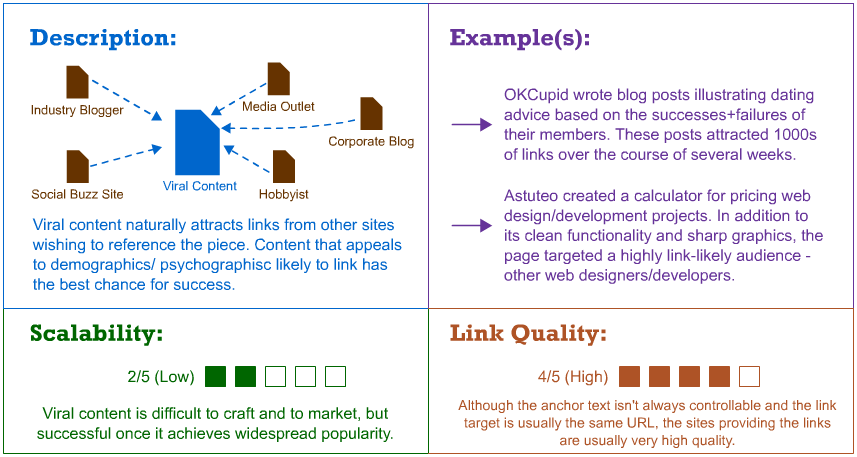 Description:
Industry Blogger
Media Outlet
Corporate Blog
Social Buzz Site
Viral Content
Hobbyist
Viral content naturally attracts links from other sites
wishing to reference the piece. Content that appeals
to demographics/ psychographisc likely to link has
the best chance for success.
Example(s):
OKCupid wrote blog posts illustrating dating
advice based on the successes+failures of
their members. These posts attracted 1000s
of links over the course of several weeks.
Astuteo created a calculator for pricing web
design/development projects. In addition to
its clean functionality and sharp graphics, the
page targeted a highly link-likely audience -
other web designers/developers.
Scalability:
2/5 (Low)
Viral content is difficult to craft and to market, but
successful once it achieves widespread popularity.
Link Quality:
4/5 (High)
Although the anchor text isn't always controllable and the link
target is usually the same URL, the sites providing the links
are usually very high quality.